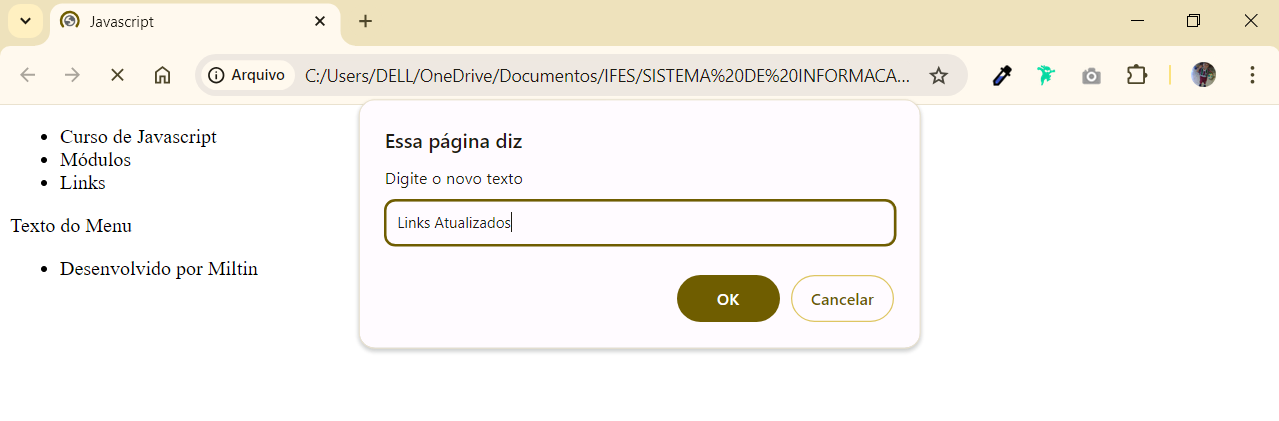 Javascript
Arquivo C:/Users/DELL/OneDrive/Documentos/IFES/SISTEMA%20DE%20INFORMACA...
Curso de Javascript
Módulos
Links
Texto do Menu
Desenvolvido por Miltin
Essa página diz
Digite o novo texto
Links Atualizados
OK Cancelar